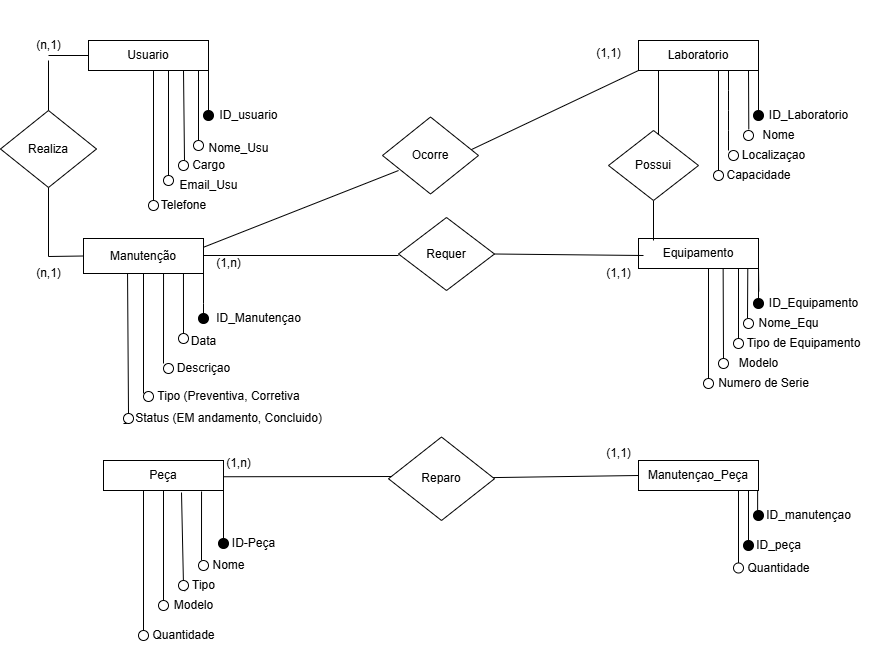 (n,1)
Usuario
(1,1)
Laboratorio
ID_usuario
ID_Laboratorio
Nome
Realiza
Nome_Usu
Ocorre
Localizaçao
Cargo
Possui
Capacidade
Email_Usu
Telefone
Manutenção
(1,n)
Requer
Equipamento
(n,1)
(1,1)
ID_Manutençao
ID_Equipamento
Nome_Equ
Data
Tipo de Equipamento
Descriçao
Modelo
Numero de Serie
Tipo (Preventiva, Corretiva
Status (EM andamento, Concluido)
(1,n)
(1,1)
Peça
Reparo
Manutençao_Peça
ID_manutençao
ID-Peça
ID_peça
Nome
Quantidade
Tipo
Modelo
Quantidade